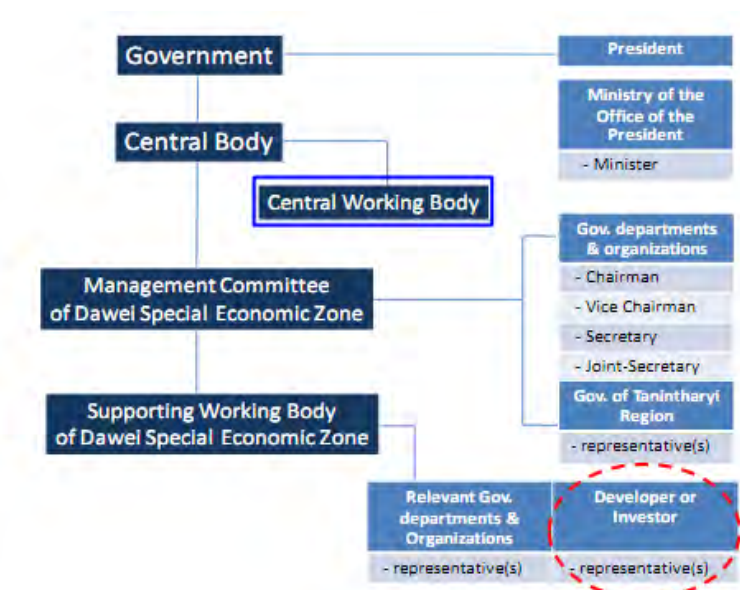 Government
President
Ministry of the
Office of the
President
- Minister
Central Body
Central Working Body
Gov. departments
& organizations
- Chairman
- Vice Chairman
- Secretary
- Joint-Secretary
Management Committee
of Dawei Special Economic Zone
Gov. of Tanintharyi
Region
- representative(s)
Supporting Working Body
of Dawei Special Economic Zone
Relevant Gov.
departments &
Organizations
- representative(s)
Developer or
Investor
- representative(s)